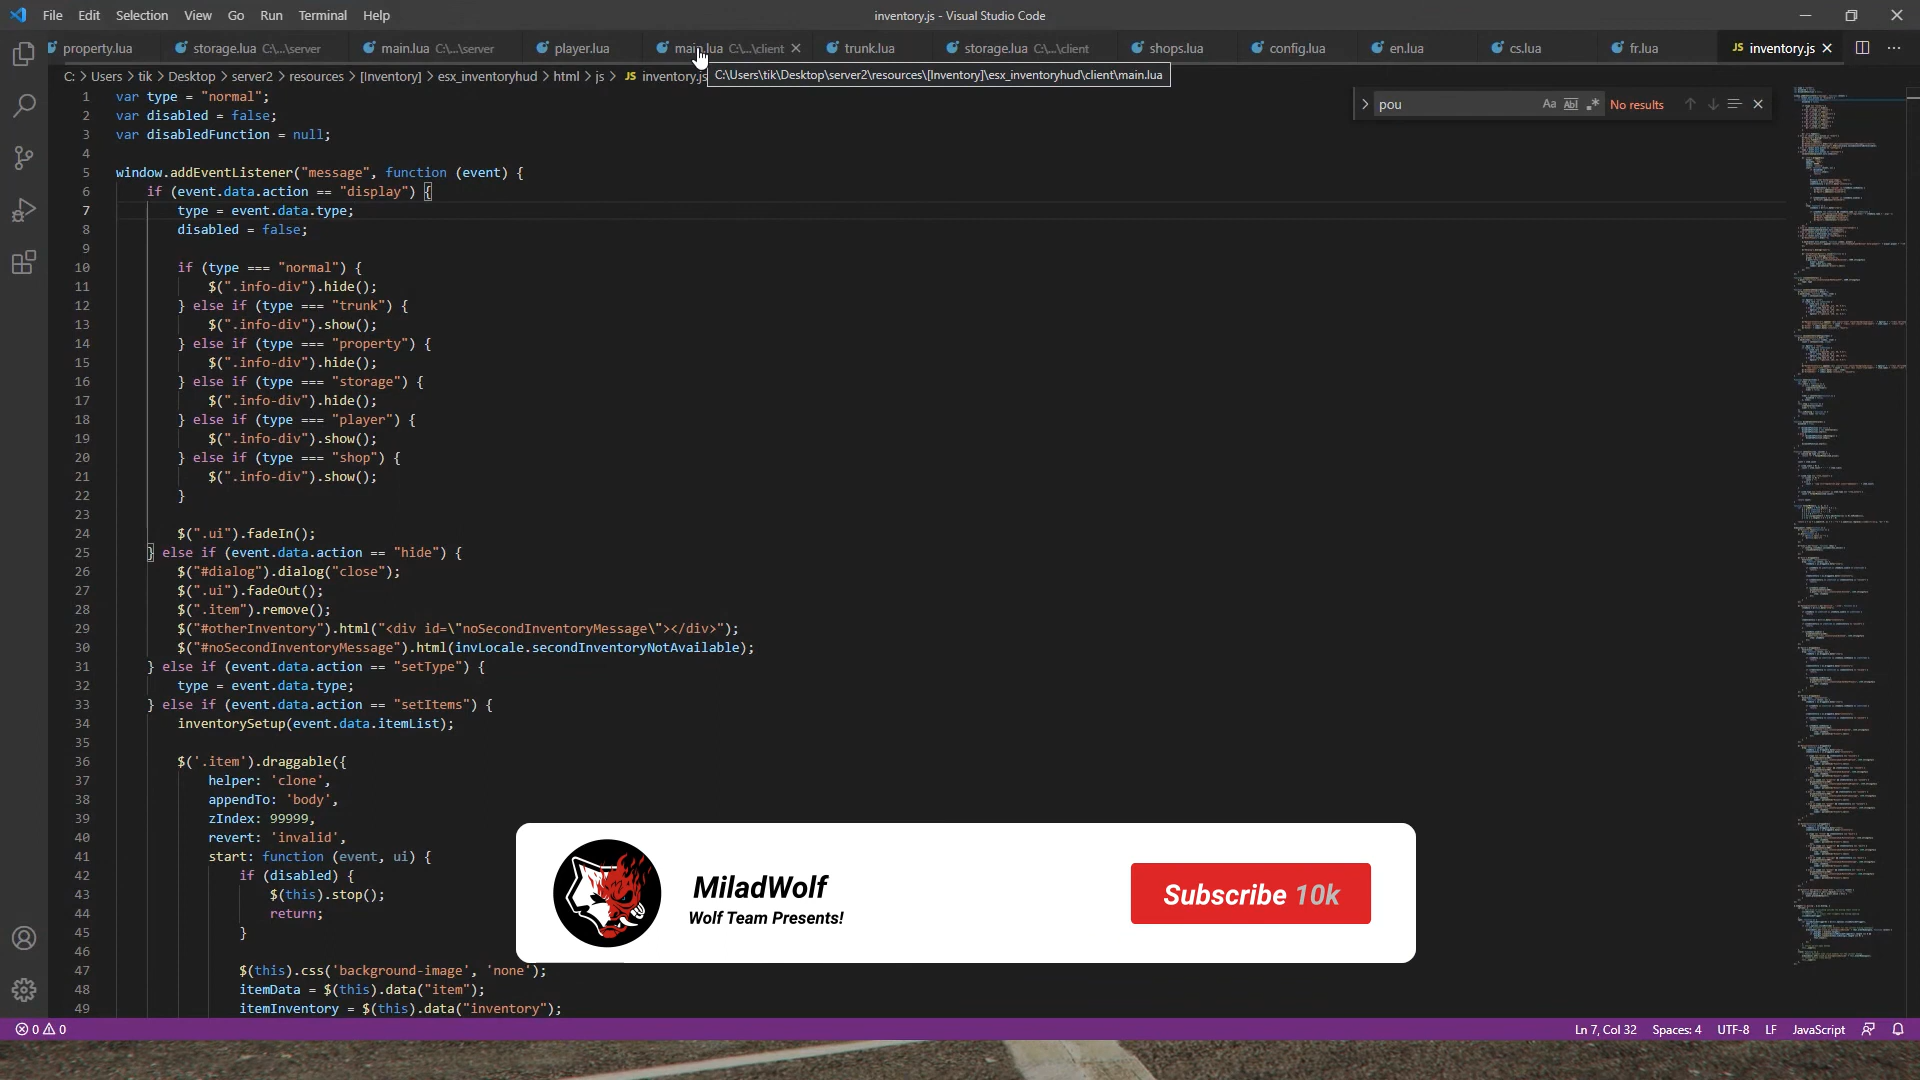 File Edit Selection View Go Run Terminal Help
inventory.js - Visual Studio Code
property.lua storage.lua C:\...\server main.lua C:\...\server player.lua main.lua C:\...\client trunk.lua storage.lua C:\...\client shops.lua config.lua en.lua cs.lua fr.lua JS inventory.js
C: > Users > tik > Desktop > server2 > resources > [Inventory] > esx_inventoryhud > html > js > JS inventory.js
C:\Users\tik\Desktop\server2\resources\[Inventory]\esx_inventoryhud\client\main.lua
pou Aa Abl .* No results
1 var type = "normal";
2 var disabled = false;
3 var disabledFunction = null;
4
5 window.addEventListener("message", function (event) {
6 if (event.data.action == "display") {
7 type = event.data.type;
8 disabled = false;
9
10 if (type === "normal") {
11 $(".info-div").hide();
12 } else if (type === "trunk") {
13 $(".info-div").show();
14 } else if (type === "property") {
15 $(".info-div").hide();
16 } else if (type === "storage") {
17 $(".info-div").hide();
18 } else if (type === "player") {
19 $(".info-div").show();
20 } else if (type === "shop") {
21 $(".info-div").show();
22 }
23
24 $(".ui").fadeIn();
25 } else if (event.data.action == "hide") {
26 $("#dialog").dialog("close");
27 $(".ui").fadeOut();
28 $(".item").remove();
29 $("#otherInventory").html("<div id=\"noSecondInventoryMessage\"></div>");
30 $("#noSecondInventoryMessage").html(invLocale.secondInventoryNotAvailable);
31 } else if (event.data.action == "setType") {
32 type = event.data.type;
33 } else if (event.data.action == "setItems") {
34 inventorySetup(event.data.itemList);
35
36 $('.item').draggable({
37 helper: 'clone',
38 appendTo: 'body',
39 zIndex: 99999,
40 revert: 'invalid',
41 start: function (event, ui) {
42 if (disabled) {
43 $(this).stop();
44 return;
45 }
46
47 $(this).css('background-image', 'none');
48 itemData = $(this).data("item");
49 itemInventory = $(this).data("inventory");
MiladWolf
Wolf Team Presents!
Subscribe 10k
0 0
Ln 7, Col 32 Spaces: 4 UTF-8 LF JavaScript